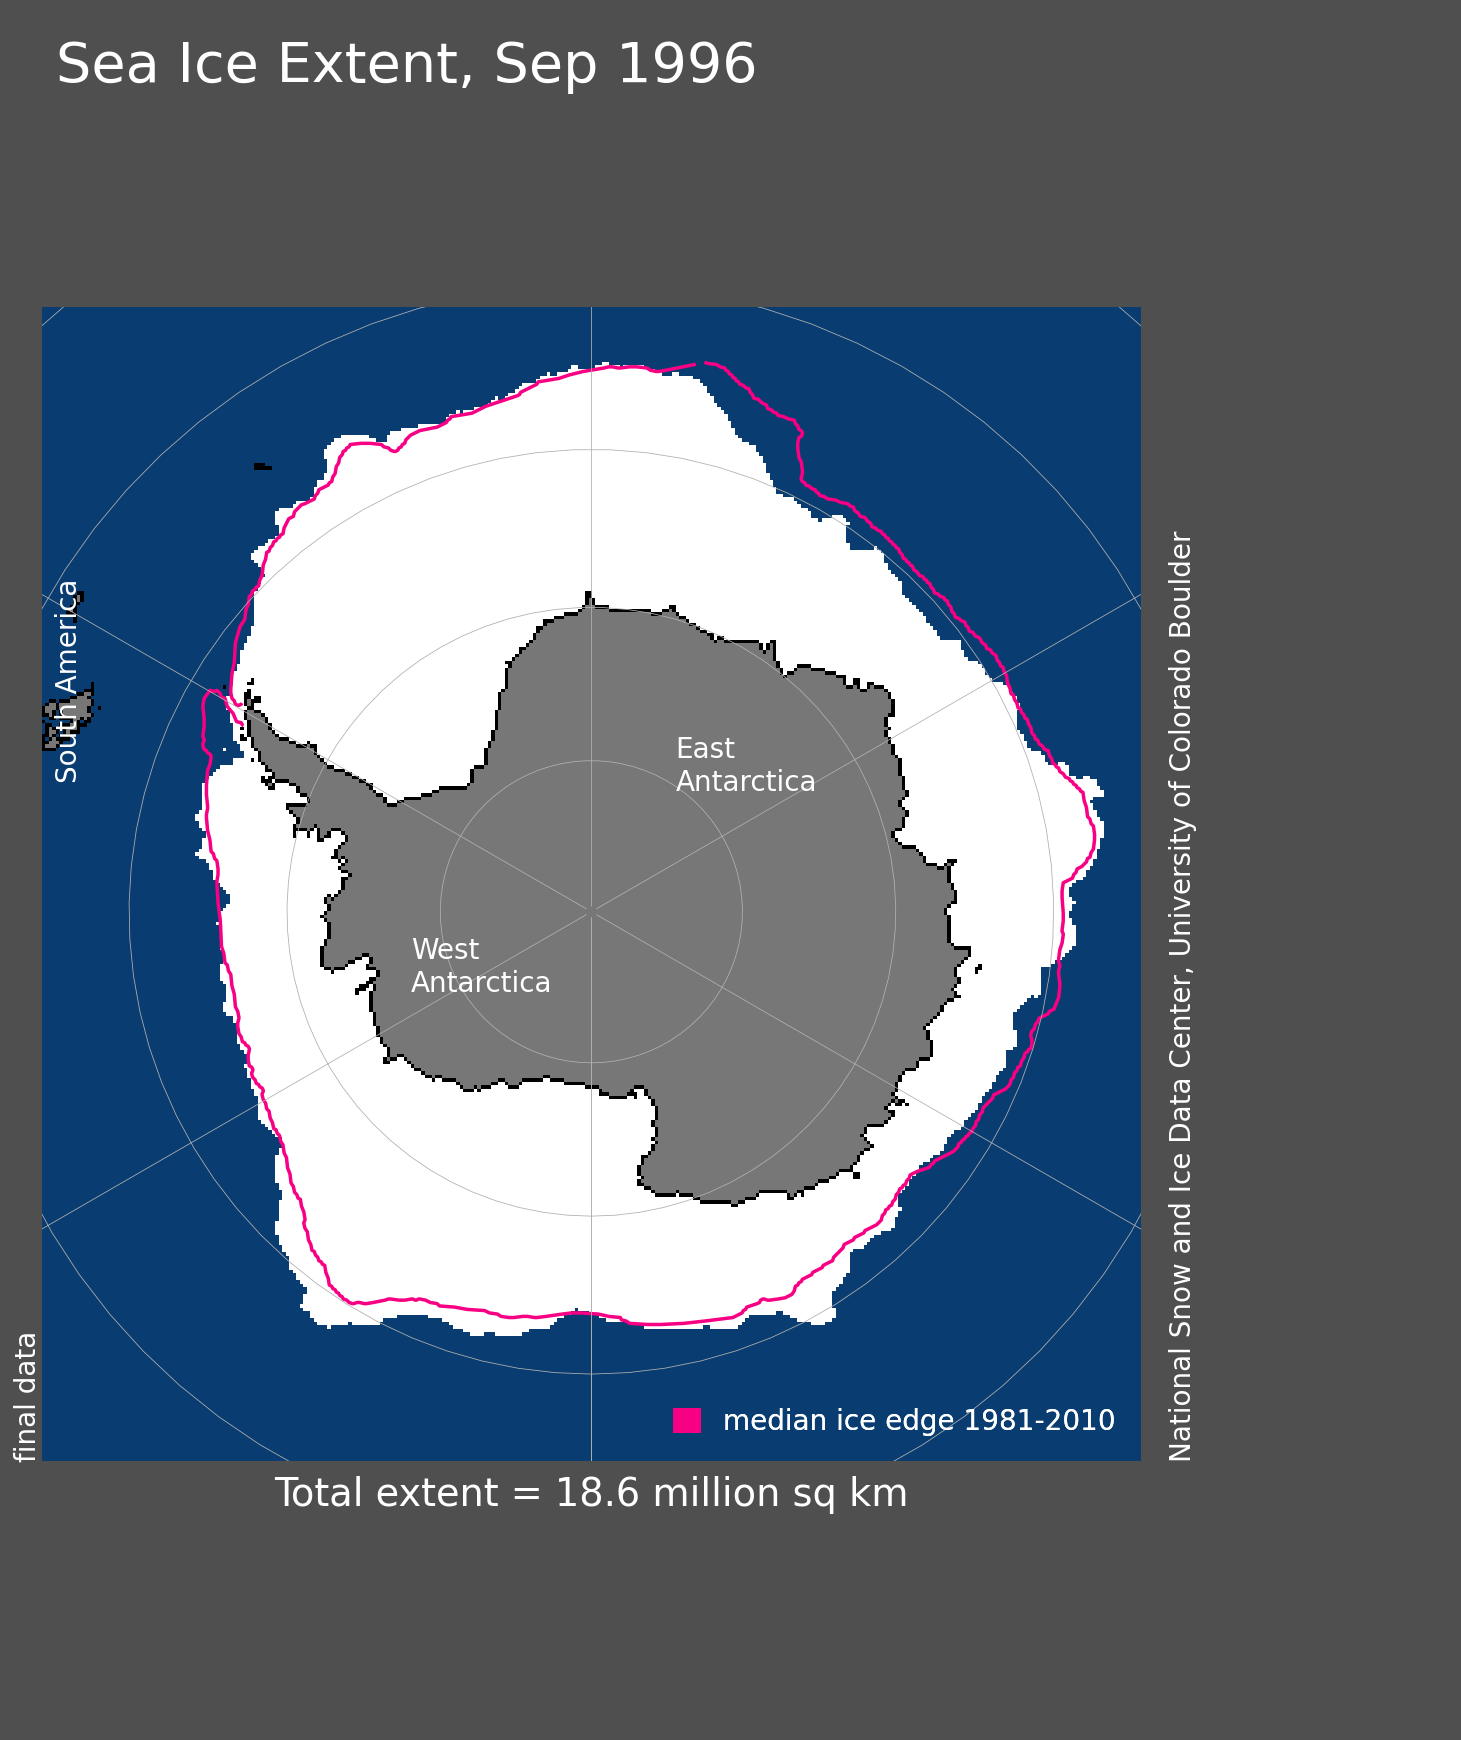 Sea Ice Extent, Sep 1996
South America
East
Antarctica
West
Antarctica
median ice edge 1981-2010
final data
National Snow and Ice Data Center, University of Colorado Boulder
Total extent = 18.6 million sq km